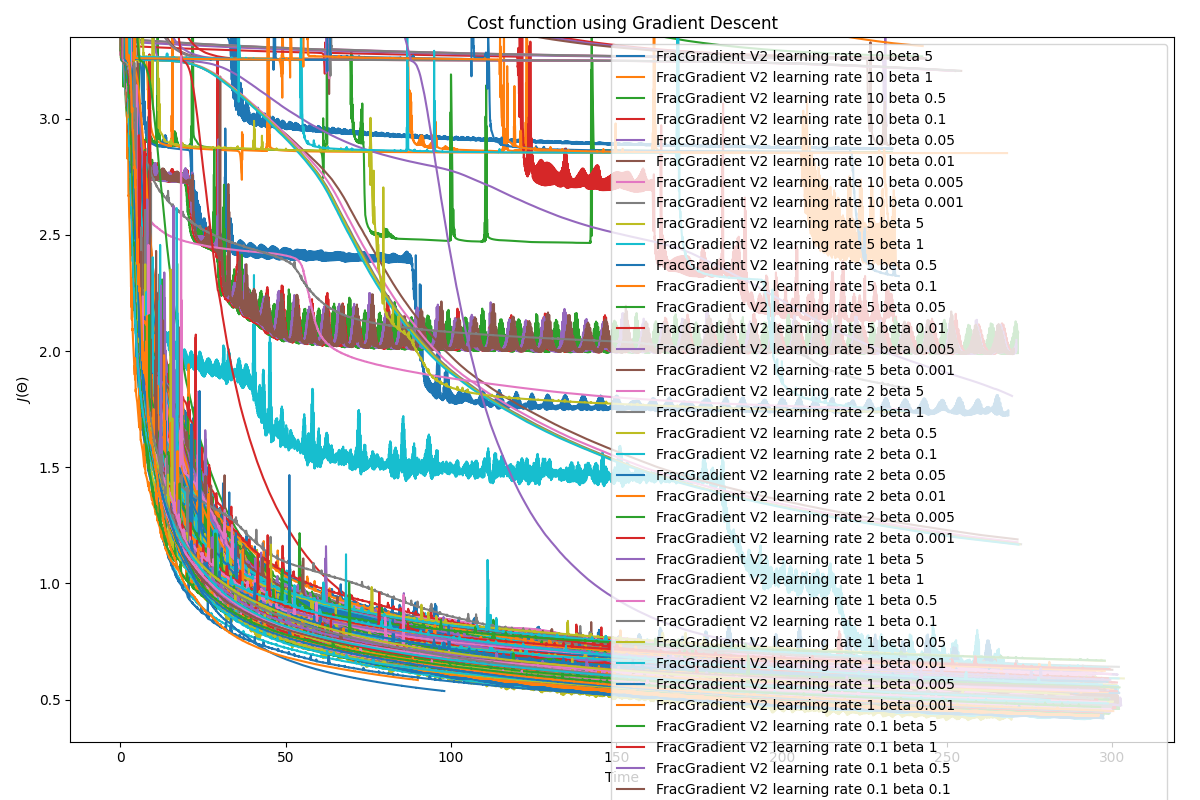 Cost function using Gradient Descent
J(Θ)
3.0
2.5
2.0
1.5
1.0
0.5
0
50
100
150
200
250
300
Time
FracGradient V2 learning rate 10 beta 5
FracGradient V2 learning rate 10 beta 1
FracGradient V2 learning rate 10 beta 0.5
FracGradient V2 learning rate 10 beta 0.1
FracGradient V2 learning rate 10 beta 0.05
FracGradient V2 learning rate 10 beta 0.01
FracGradient V2 learning rate 10 beta 0.005
FracGradient V2 learning rate 10 beta 0.001
FracGradient V2 learning rate 5 beta 5
FracGradient V2 learning rate 5 beta 1
FracGradient V2 learning rate 5 beta 0.5
FracGradient V2 learning rate 5 beta 0.1
FracGradient V2 learning rate 5 beta 0.05
FracGradient V2 learning rate 5 beta 0.01
FracGradient V2 learning rate 5 beta 0.005
FracGradient V2 learning rate 5 beta 0.001
FracGradient V2 learning rate 2 beta 5
FracGradient V2 learning rate 2 beta 1
FracGradient V2 learning rate 2 beta 0.5
FracGradient V2 learning rate 2 beta 0.1
FracGradient V2 learning rate 2 beta 0.05
FracGradient V2 learning rate 2 beta 0.01
FracGradient V2 learning rate 2 beta 0.005
FracGradient V2 learning rate 2 beta 0.001
FracGradient V2 learning rate 1 beta 5
FracGradient V2 learning rate 1 beta 1
FracGradient V2 learning rate 1 beta 0.5
FracGradient V2 learning rate 1 beta 0.1
FracGradient V2 learning rate 1 beta 0.05
FracGradient V2 learning rate 1 beta 0.01
FracGradient V2 learning rate 1 beta 0.005
FracGradient V2 learning rate 1 beta 0.001
FracGradient V2 learning rate 0.1 beta 5
FracGradient V2 learning rate 0.1 beta 1
FracGradient V2 learning rate 0.1 beta 0.5
FracGradient V2 learning rate 0.1 beta 0.1